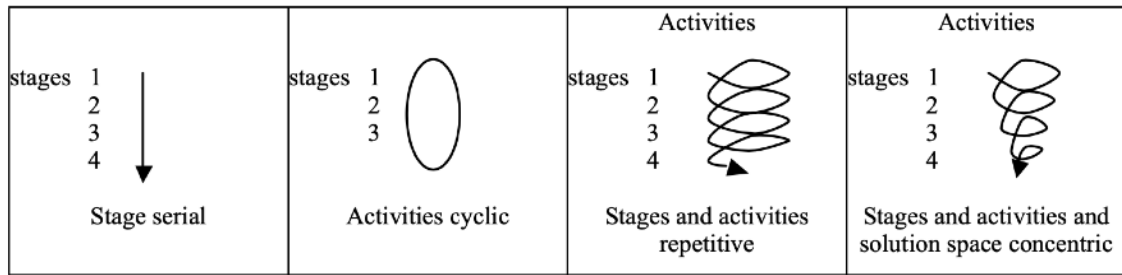 stages 1
2
3
4
Stage serial
stages 1
2
3
Activities cyclic
Activities
stages 1
2
3
4
Stages and activities
repetitive
Activities
stages 1
2
3
4
Stages and activities and
solution space concentric